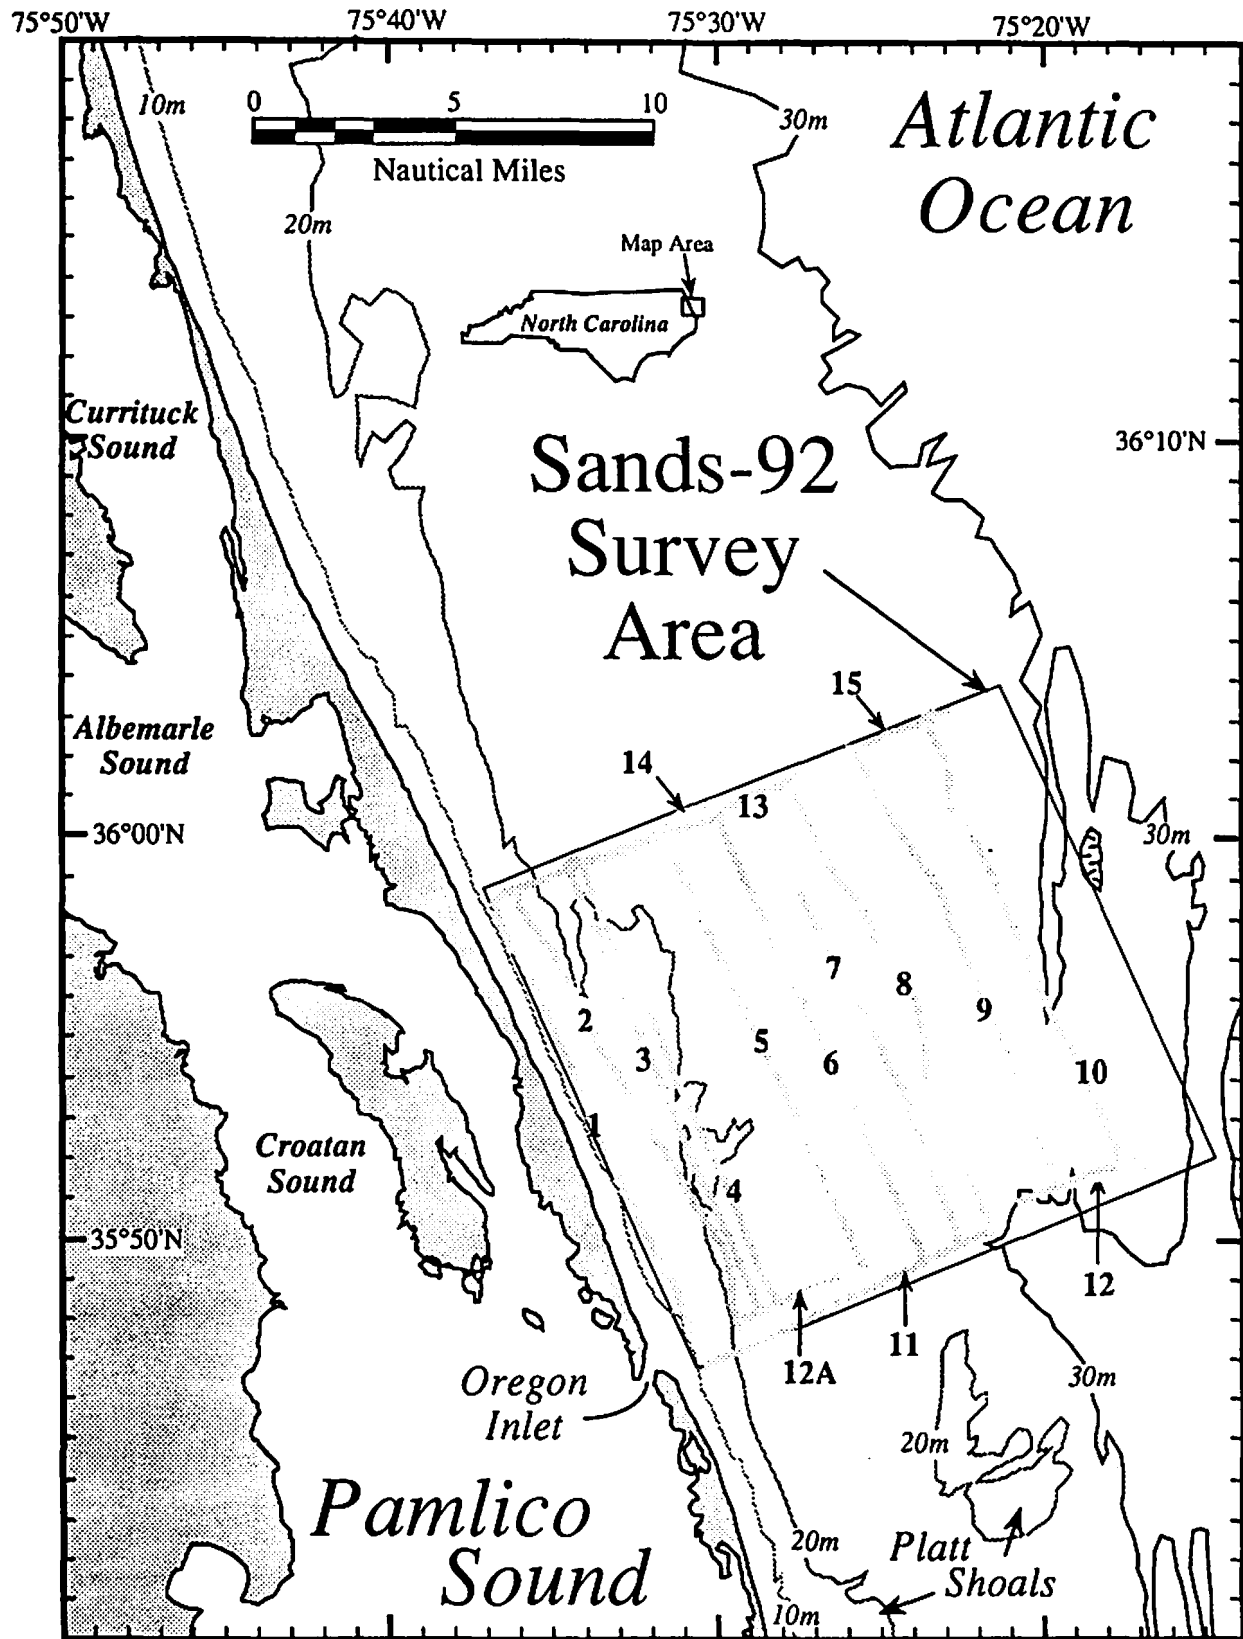 75°50'W
75°40'W
75°30'W
75°20'W
10m
0 5 10
Nautical Miles
30m
Atlantic
Ocean
20m
Map Area
North Carolina
Currituck
Sound
Sands-92
Survey
Area
36°10'N
15
14
13
Albemarle
Sound
36°00'N
30m
7
8
2
9
5
3
6
10
1
Croatan
Sound
4
35°50'N
12
11
12A
Oregon
Inlet
30m
20m
Pamlico
Sound
20m
Platt
Shoals
10m